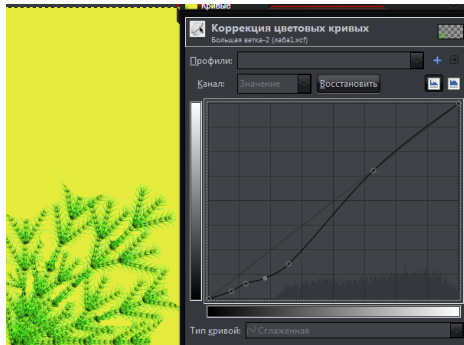 Кривые
Коррекция цветовых кривых
Большая ветка-2 (лаба1.xcf)
Профили:
Канал: Значение Восстановить
Тип кривой: Сглаженная